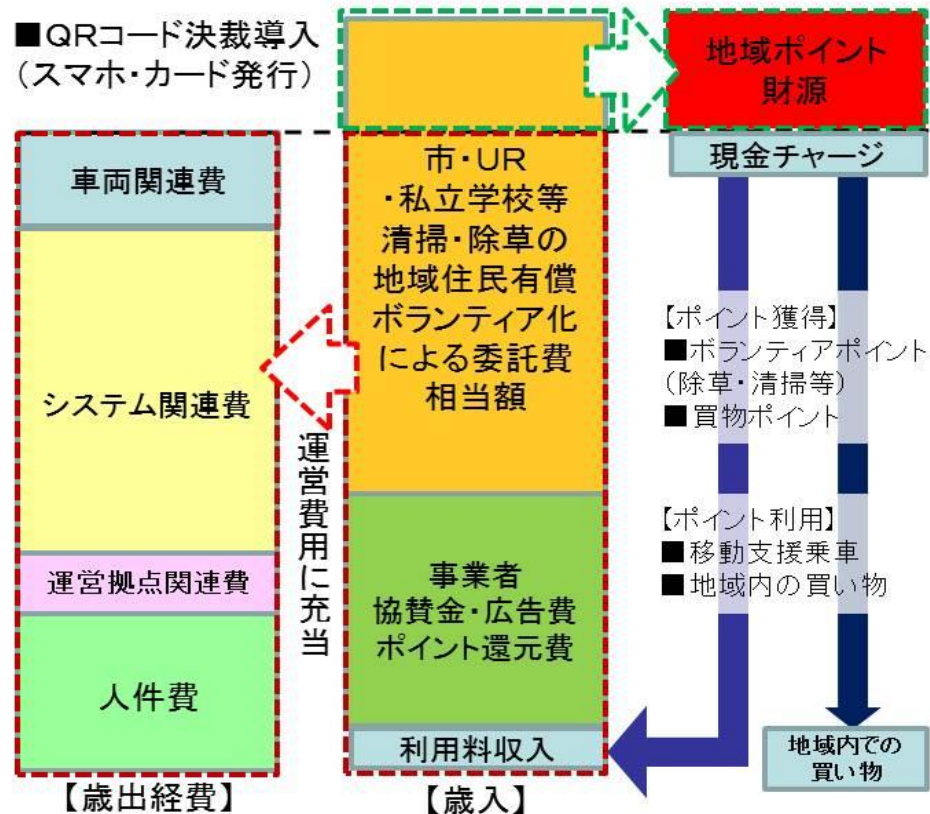 ■QRコード決裁導入
(スマホ・カード発行)
地域ポイント
財源
現金チャージ
車両関連費
システム関連費
運営拠点関連費
人件費
【歳出経費】
運営費用に充当
市・UR
・私立学校等
清掃・除草の
地域住民有償
ボランティア化
による委託費
相当額
事業者
協賛金・広告費
ポイント還元費
利用料収入
【歳入】
【ポイント獲得】
■ボランティアポイント
(除草・清掃等)
■買物ポイント
【ポイント利用】
■移動支援乗車
■地域内の買い物
地域内での
買い物